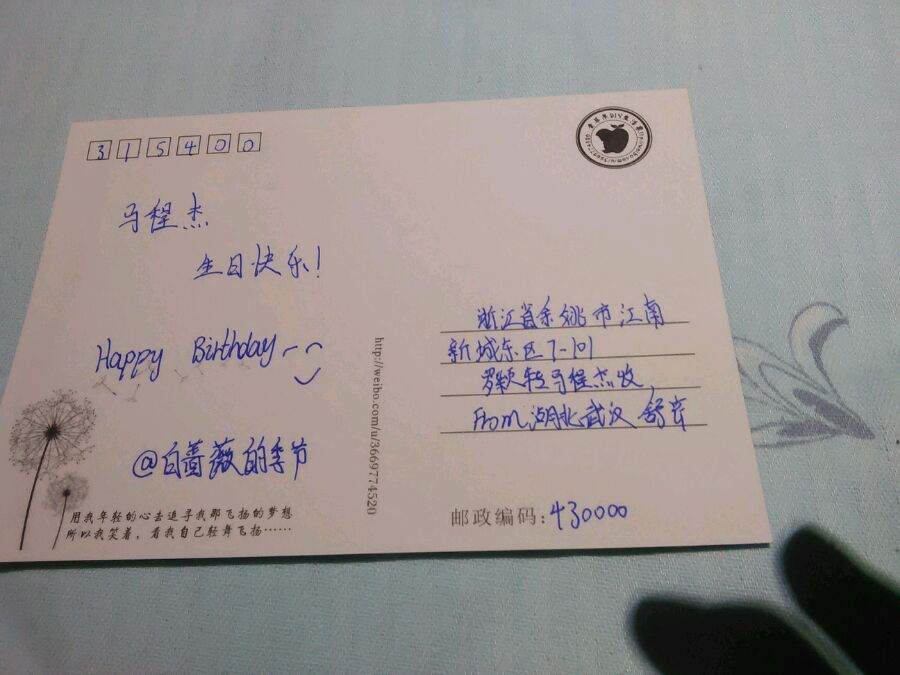 315400
马程杰
生日快乐!
Happy Birthday~
@白蔷薇的季节
用我年轻的心去追寻我那飞扬的梦想
所以我笑着，看我自己轻舞飞扬……
http://weibo.com/u/3669774520
浙江省余姚市江南
新城东区7-101
罗颖转马程杰收,
From 湖北武汉 舒
邮政编码:430000